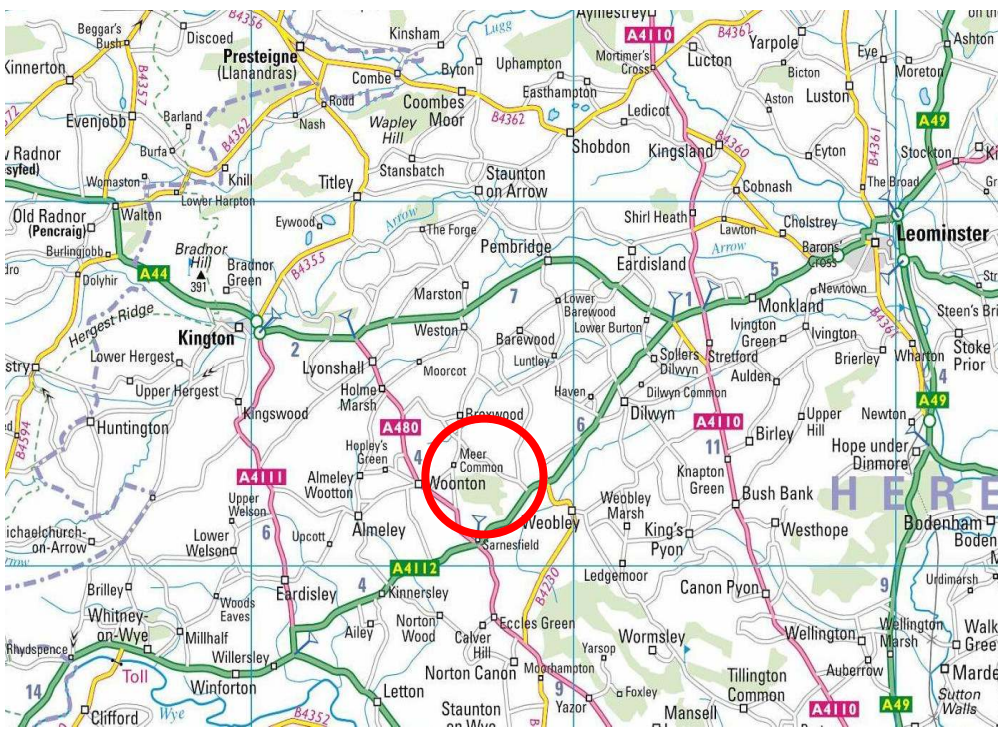 Beggar's
Bush
Discoed
B4356
Kinsham
Lugg
Aymestrey
A4110
B4362
Yarpole
Ashton
Kinnerton
B4357
Presteigne
(Llanandras)
Combe
Byton
Uphampton
Mortimer's
Cross
Lucton
Bicton
Eye
Moreton
Luston
Evenjobb
Barland
Rodd
Nash
Wapley
Hill
Coombes
Moor
Easthampton
B4362
Ledicot
Aston
B4361
A49
Burfa
B4362
Stansbatch
Shobdon
Kingsland
B4360
Eyton
Stockton
Womaston
Knill
Titley
Staunton
on Arrow
Cobnash
The Broad
Walton
Lower Harpton
Old Radnor
(Pencraig)
Eywood
Arrow
The Forge
Shirl Heath
Lawton
Cholstrey
Leominster
Burlingjobb
Bradnor
Hill
391
Bradnor
Green
B4355
Pembridge
Eardisland
Arrow
Barons'
Cross
Dolyhir
A44
Marston
7
Lower
Barewood
1
5
Monkland
Newtown
Hergest Ridge
Kington
2
Weston
Barewood
Lower Burton
Ivington
Green
Ivington
B4361
Steen's Bri
Lower Hergest
Lyonshall
Moorcot
Luntley
Sollers
Dilwyn
Stretford
Brierley
Wharton
Stoke
Prior
4
Upper Hergest
Holme
Marsh
Haven
Dilwyn Common
Aulden
A49
B4594
Huntington
Kingswood
A480
Broxwood
6
Dilwyn
A4110
11
Birley
Upper
Hill
Newton
Hope under
Dinmore
A4111
Hopley's
Green
4
Meer
Common
Almeley
Wootton
Woonton
Knapton
Green
Bush Bank
HERE
Upper
Welson
6
Weobley
Weobley
Marsh
King's
Pyon
Westhope
Bodenham
Michaelchurch-
on-Arrow
Lower
Welson
Upcott
Almeley
Sarnesfield
A4112
4
Ledgemoor
Canon Pyon
9
Urdimarsh
Brilley
Woods
Eaves
Eardisley
Kinnersley
B4230
Whitney-
on-Wye
Millhalf
Ailey
Norton
Wood
Calver
Hill
Eccles Green
Wormsley
Wellington
Wellington
Marsh
Rhydspence
Toll
Willersley
Winforton
Norton Canon
Moorhampton
Yarsop
Auberrow
14
Clifford
Wye
B4352
Letton
Staunton
on Wye
9
Yazor
Foxley
Mansell
Tillington
Common
A4110
A49
Sutton
Walls